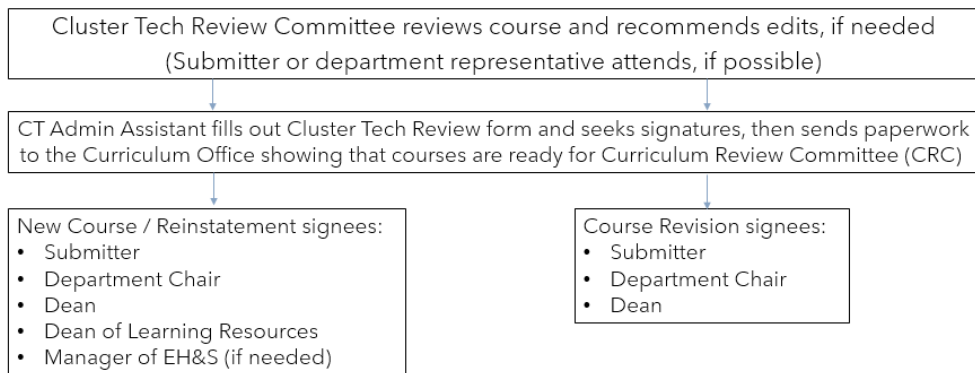 Cluster Tech Review Committee reviews course and recommends edits, if needed
(Submitter or department representative attends, if possible)
CT Admin Assistant fills out Cluster Tech Review form and seeks signatures, then sends paperwork
to the Curriculum Office showing that courses are ready for Curriculum Review Committee (CRC)
New Course / Reinstatement signees:
• Submitter
• Department Chair
• Dean
• Dean of Learning Resources
• Manager of EH&S (if needed)
Course Revision signees:
• Submitter
• Department Chair
• Dean